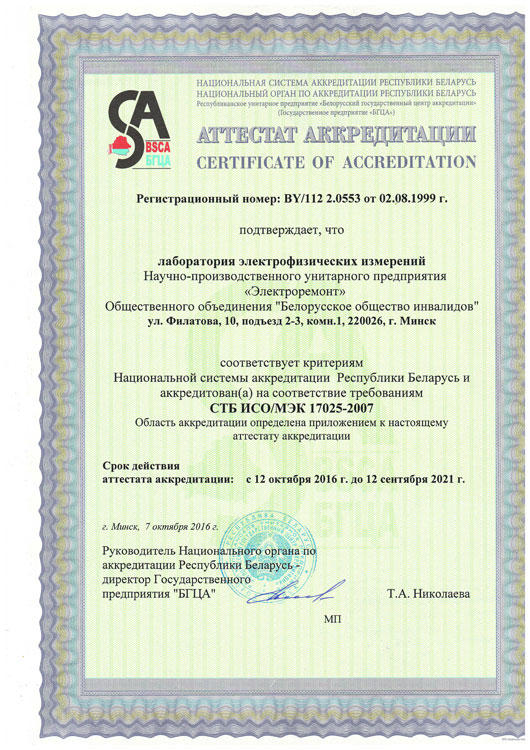 НАЦИОНАЛЬНАЯ СИСТЕМА АККРЕДИТАЦИИ РЕСПУБЛИКИ БЕЛАРУСЬ
НАЦИОНАЛЬНЫЙ ОРГАН ПО АККРЕДИТАЦИИ РЕСПУБЛИКИ БЕЛАРУСЬ
Республиканское унитарное предприятие «Белорусский государственный центр аккредитации»
(Государственное предприятие «БГЦА»)
BSCA
БГЦА
АТТЕСТАТ АККРЕДИТАЦИИ
CERTIFICATE OF ACCREDITATION
Регистрационный номер: BY/112 2.0553 от 02.08.1999 г.
подтверждает, что
лаборатория электрофизических измерений
Научно-производственного унитарного предприятия
«Электроремонт»
Общественного объединения "Белорусское общество инвалидов"
ул. Филатова, 10, подъезд 2-3, комн.1, 220026, г. Минск
соответствует критериям
Национальной системы аккредитации Республики Беларусь и
аккредитован(а) на соответствие требованиям
СТБ ИСО/МЭК 17025-2007
Область аккредитации определена приложением к настоящему
аттестату аккредитации
Срок действия
аттестата аккредитации: с 12 октября 2016 г. до 12 сентября 2021 г.
г. Минск, 7 октября 2016 г.
Руководитель Национального органа по
аккредитации Республики Беларусь -
директор Государственного
предприятия "БГЦА"
Т.А. Николаева
МП